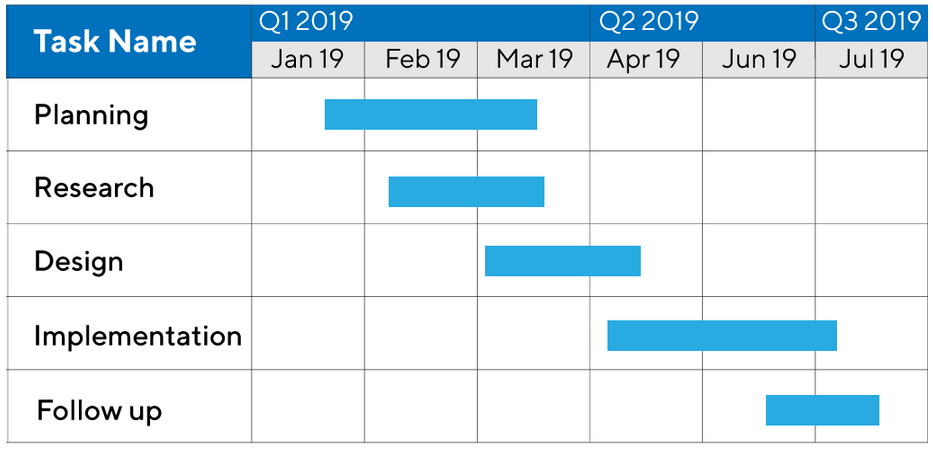 Task Name
Q1 2019 Q2 2019 Q3 2019
Jan 19 Feb 19 Mar 19 Apr 19 Jun 19 Jul 19
Planning
Research
Design
Implementation
Follow up